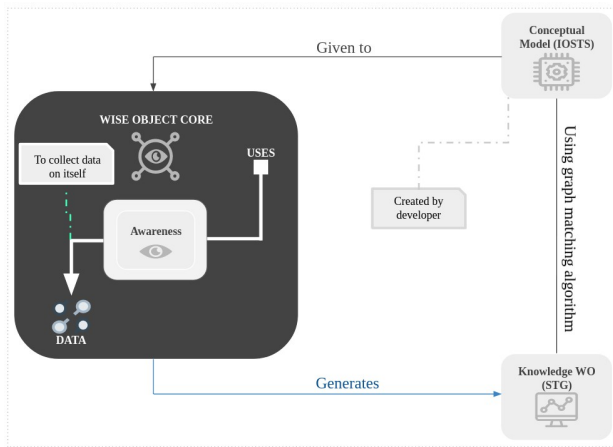 Conceptual
Model (IOSTS)
Given to
WISE OBJECT CORE
USES
To collect data
on itself
Awareness
DATA
Created by
developer
Using graph matching algorithm
Generates
Knowledge WO
(STG)